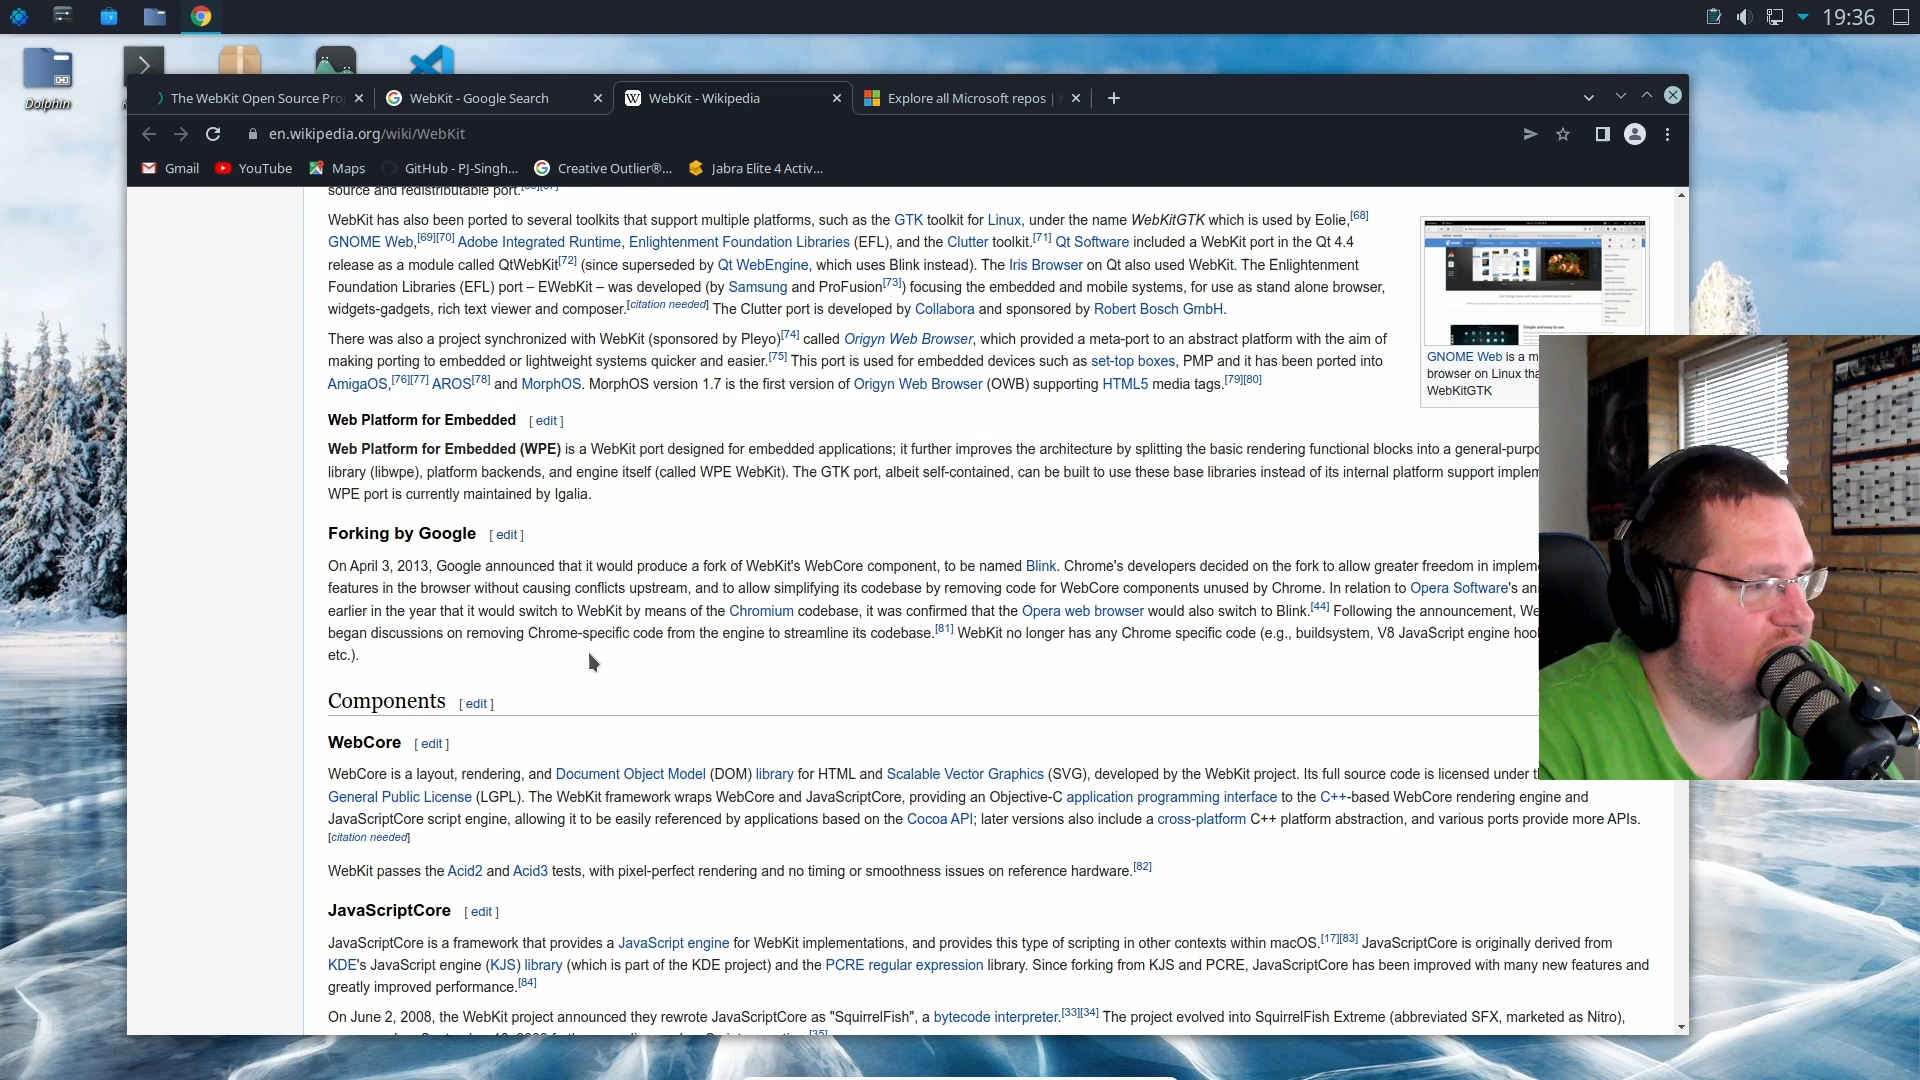 19:36
Dolphin
The WebKit Open Source Pro
WebKit - Google Search
WebKit - Wikipedia
Explore all Microsoft repos |
en.wikipedia.org/wiki/WebKit
Gmail
YouTube
Maps
GitHub - PJ-Singh...
Creative Outlier®...
Jabra Elite 4 Activ...
source and redistributable port.
WebKit has also been ported to several toolkits that support multiple platforms, such as the GTK toolkit for Linux, under the name WebKitGTK which is used by Eolie,[68]
GNOME Web,[69][70] Adobe Integrated Runtime, Enlightenment Foundation Libraries (EFL), and the Clutter toolkit.[71] Qt Software included a WebKit port in the Qt 4.4
release as a module called QtWebKit[72] (since superseded by Qt WebEngine, which uses Blink instead). The Iris Browser on Qt also used WebKit. The Enlightenment
Foundation Libraries (EFL) port – EWebKit – was developed (by Samsung and ProFusion[73]) focusing the embedded and mobile systems, for use as stand alone browser,
widgets-gadgets, rich text viewer and composer.[citation needed] The Clutter port is developed by Collabora and sponsored by Robert Bosch GmbH.
There was also a project synchronized with WebKit (sponsored by Pleyo)[74] called Origyn Web Browser, which provided a meta-port to an abstract platform with the aim of
making porting to embedded or lightweight systems quicker and easier.[75] This port is used for embedded devices such as set-top boxes, PMP and it has been ported into
AmigaOS,[76][77] AROS[78] and MorphOS. MorphOS version 1.7 is the first version of Origyn Web Browser (OWB) supporting HTML5 media tags.[79][80]
GNOME Web is a m
browser on Linux tha
WebKitGTK
Web Platform for Embedded [ edit ]
Web Platform for Embedded (WPE) is a WebKit port designed for embedded applications; it further improves the architecture by splitting the basic rendering functional blocks into a general-purpo
library (libwpe), platform backends, and engine itself (called WPE WebKit). The GTK port, albeit self-contained, can be built to use these base libraries instead of its internal platform support implem
WPE port is currently maintained by Igalia.
Forking by Google [ edit ]
On April 3, 2013, Google announced that it would produce a fork of WebKit's WebCore component, to be named Blink. Chrome's developers decided on the fork to allow greater freedom in impleme
features in the browser without causing conflicts upstream, and to allow simplifying its codebase by removing code for WebCore components unused by Chrome. In relation to Opera Software's an
earlier in the year that it would switch to WebKit by means of the Chromium codebase, it was confirmed that the Opera web browser would also switch to Blink.[44] Following the announcement, We
began discussions on removing Chrome-specific code from the engine to streamline its codebase.[81] WebKit no longer has any Chrome specific code (e.g., buildsystem, V8 JavaScript engine hool
etc.).
Components [ edit ]
WebCore [ edit ]
WebCore is a layout, rendering, and Document Object Model (DOM) library for HTML and Scalable Vector Graphics (SVG), developed by the WebKit project. Its full source code is licensed under tl
General Public License (LGPL). The WebKit framework wraps WebCore and JavaScriptCore, providing an Objective-C application programming interface to the C++-based WebCore rendering engine and
JavaScriptCore script engine, allowing it to be easily referenced by applications based on the Cocoa API; later versions also include a cross-platform C++ platform abstraction, and various ports provide more APIs.
[citation needed]
WebKit passes the Acid2 and Acid3 tests, with pixel-perfect rendering and no timing or smoothness issues on reference hardware.[82]
JavaScriptCore [ edit ]
JavaScriptCore is a framework that provides a JavaScript engine for WebKit implementations, and provides this type of scripting in other contexts within macOS.[17][83] JavaScriptCore is originally derived from
KDE's JavaScript engine (KJS) library (which is part of the KDE project) and the PCRE regular expression library. Since forking from KJS and PCRE, JavaScriptCore has been improved with many new features and
greatly improved performance.[84]
On June 2, 2008, the WebKit project announced they rewrote JavaScriptCore as "SquirrelFish", a bytecode interpreter.[33][34] The project evolved into SquirrelFish Extreme (abbreviated SFX, marketed as Nitro),
[35]